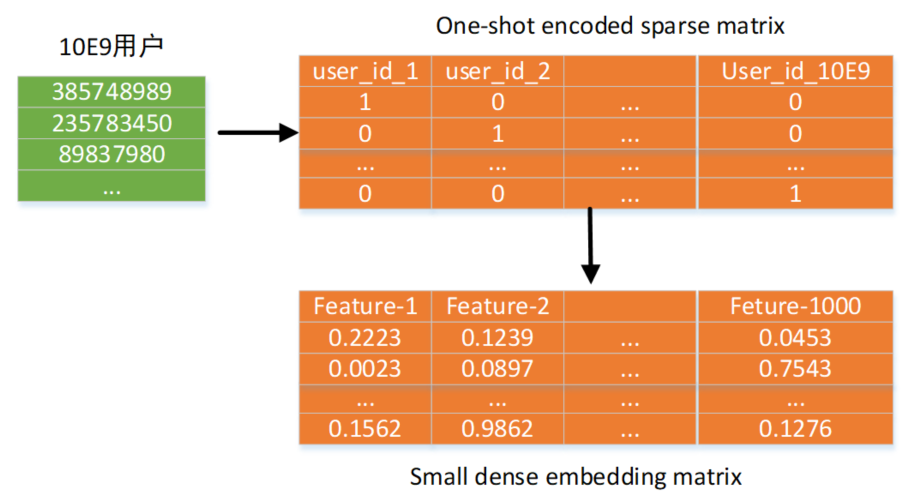 One-shot encoded sparse matrix
10E9用户
385748989
235783450
89837980
...
user_id_1 user_id_2 User_id_10E9
1 0 ... 0
0 1 ... 0
... ... ... ...
0 0 ... 1
Feature-1 Feature-2 Feture-1000
0.2223 0.1239 ... 0.0453
0.0023 0.0897 ... 0.7543
... ... ... ...
0.1562 0.9862 ... 0.1276
Small dense embedding matrix